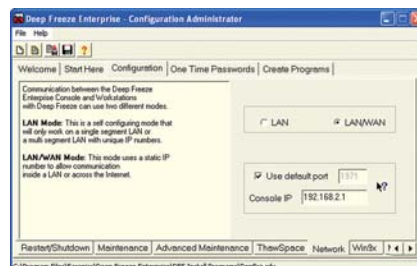 Deep Freeze Enterprise - Configuration Administrator
File Help
Welcome Start Here Configuration One Time Passwords Create Programs
Communication between the Deep Freeze
Enterpise Console and Workstations
with Deep Freeze can use two different modes.
LAN Mode: This is a self configuring mode that
will only work on a single segment LAN or
a multi segment LAN with unique IP numbers.
LAN/WAN Mode: This mode uses a static IP
number to allow communication
inside a LAN or across the Internet.
LAN LAN/WAN
Use default port 1971
Console IP 192.168.2.1
Restart/Shutdown Maintenance Advanced Maintenance ThawSpace Network Win9x